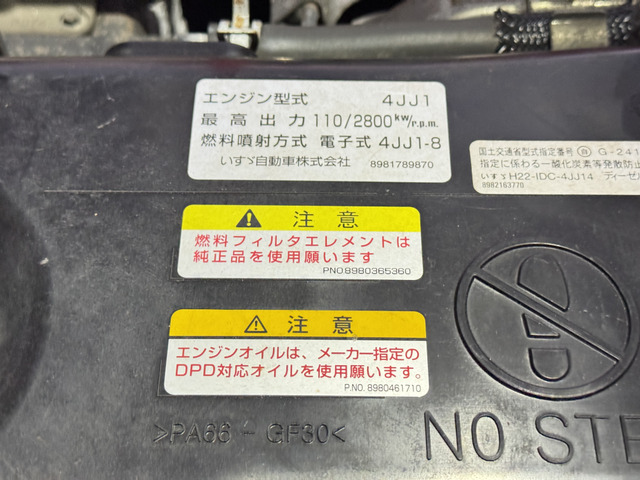 エンジン型式 4JJ1
最高出力 110/2800kw/r.p.m.
燃料噴射方式 電子式 4JJ1-8
いすゞ自動車株式会社 8981789870
国土交通省型式指定番号 G-241
指定に係わる一酸化炭素等発散防止
いすゞH22-IDC-4JJ14 ディーゼル
8982183770
注意
燃料フィルタエレメントは
純正品を使用願います
PNO.8980365360
注意
エンジンオイルは、メーカー指定の
DPD対応オイルを使用願います。
P.NO. 8980461710
>PA66-GF30<
NO STE